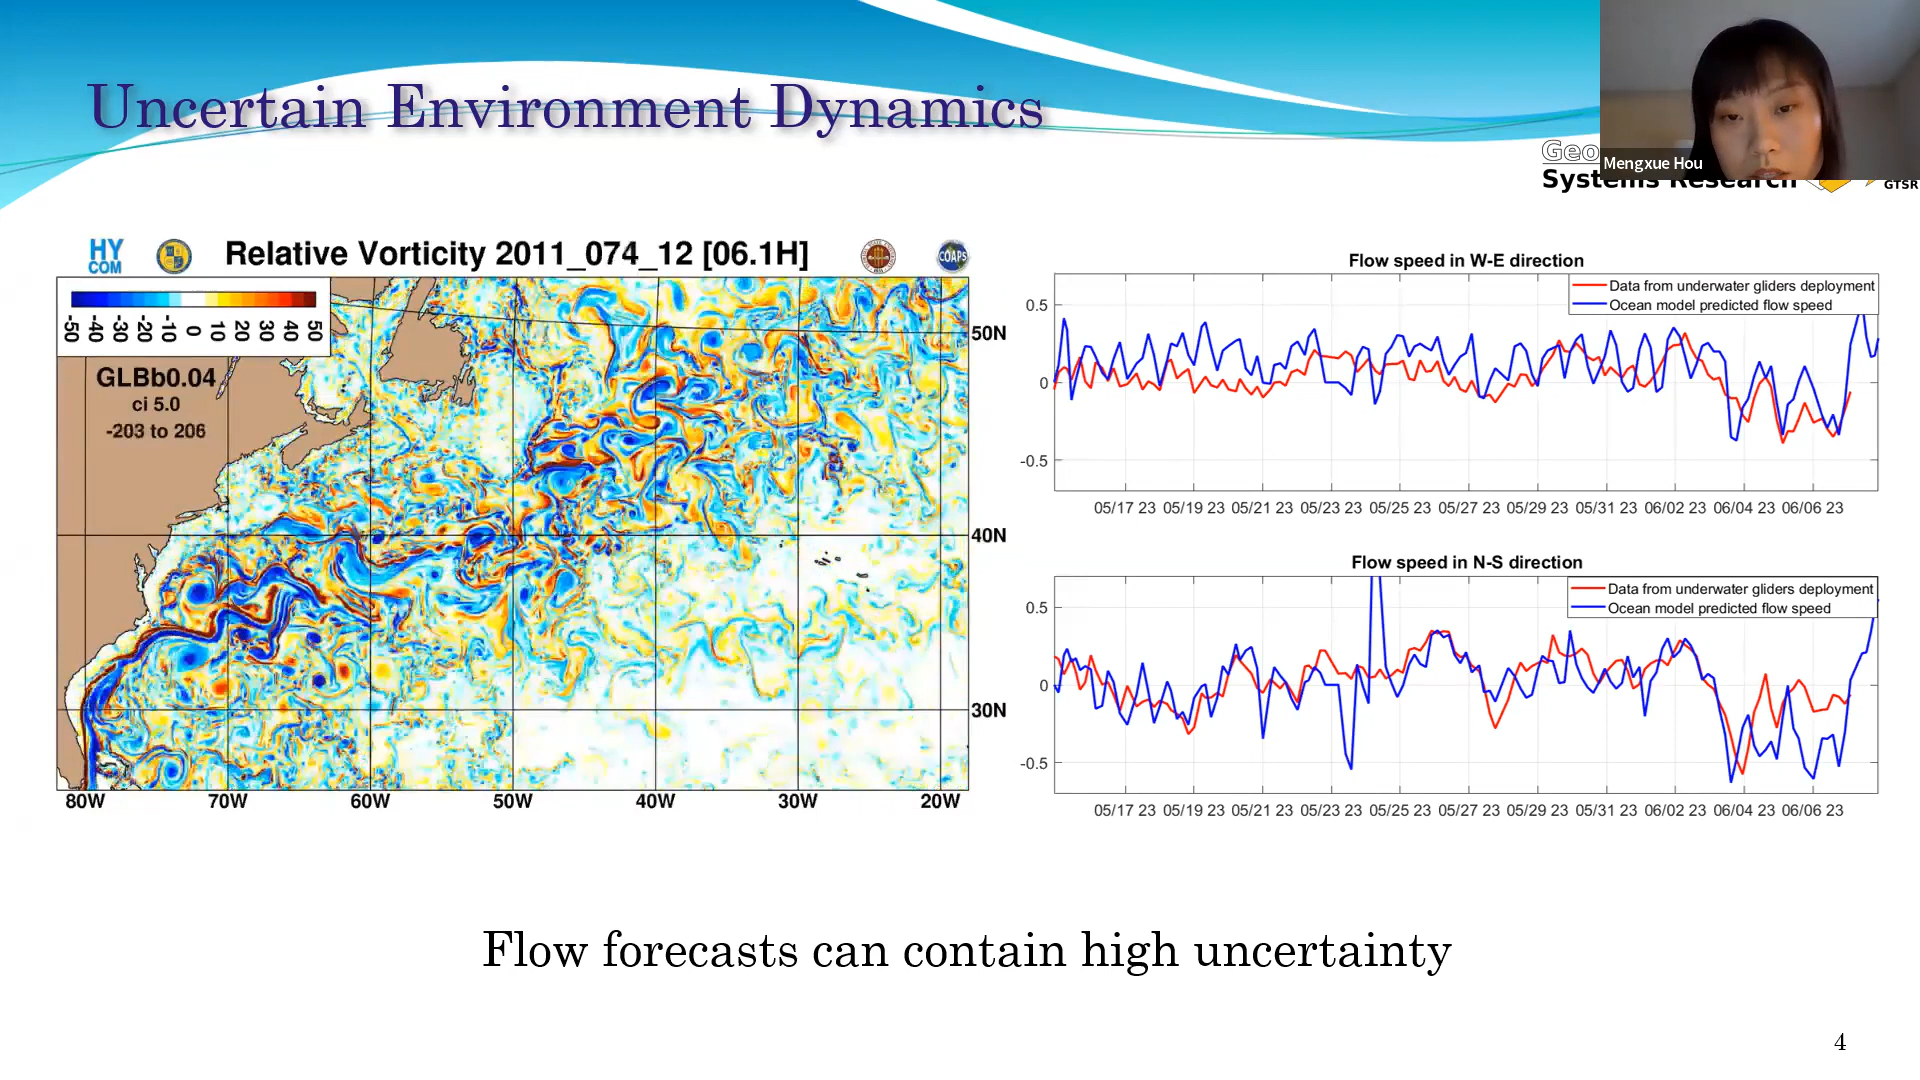 Uncertain Environment Dynamics
Mengxue Hou
Geo
Systems Research
GTSR
HY
COM
Relative Vorticity 2011_074_12 [06.1H]
COAPS
-50 -40 -30 -20 -10 0 10 20 30 40 50
GLBb0.04
ci 5.0
-203 to 206
50N
40N
30N
80W 70W 60W 50W 40W 30W 20W
Flow speed in W-E direction
Data from underwater gliders deployment
Ocean model predicted flow speed
0.5
0
-0.5
05/17 23 05/19 23 05/21 23 05/23 23 05/25 23 05/27 23 05/29 23 05/31 23 06/02 23 06/04 23 06/06 23
Flow speed in N-S direction
Data from underwater gliders deployment
Ocean model predicted flow speed
0.5
0
-0.5
05/17 23 05/19 23 05/21 23 05/23 23 05/25 23 05/27 23 05/29 23 05/31 23 06/02 23 06/04 23 06/06 23
Flow forecasts can contain high uncertainty
4